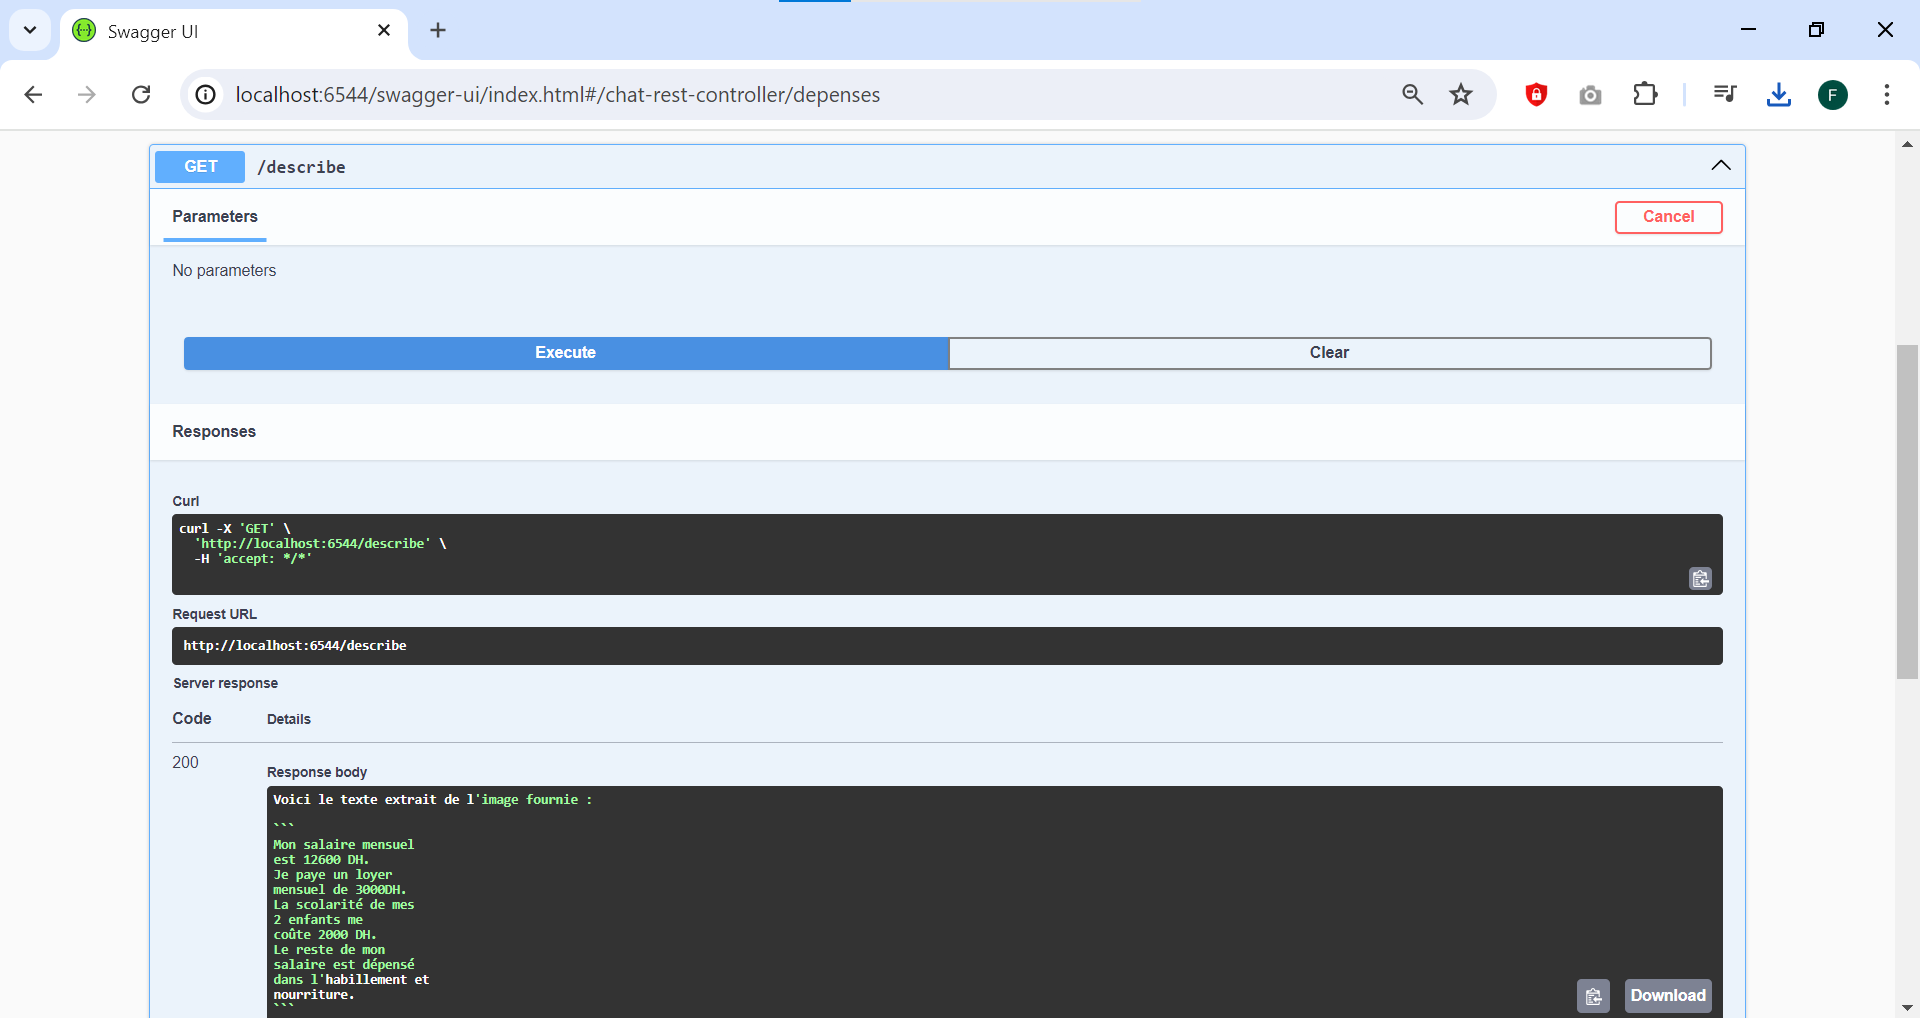 Swagger UI
localhost:6544/swagger-ui/index.html#/chat-rest-controller/depenses
F
GET /describe
Parameters
Cancel
No parameters
Execute
Clear
Responses
Curl
curl -X 'GET' \
'http://localhost:6544/describe' \
-H 'accept: */*'
Request URL
http://localhost:6544/describe
Server response
Code Details
200
Response body
Voici le texte extrait de l'image fournie :
```
Mon salaire mensuel
est 12600 DH.
Je paye un loyer
mensuel de 3000DH.
La scolarité de mes
2 enfants me
coûte 2000 DH.
Le reste de mon
salaire est dépensé
dans l'habillement et
nourriture.
```
Download